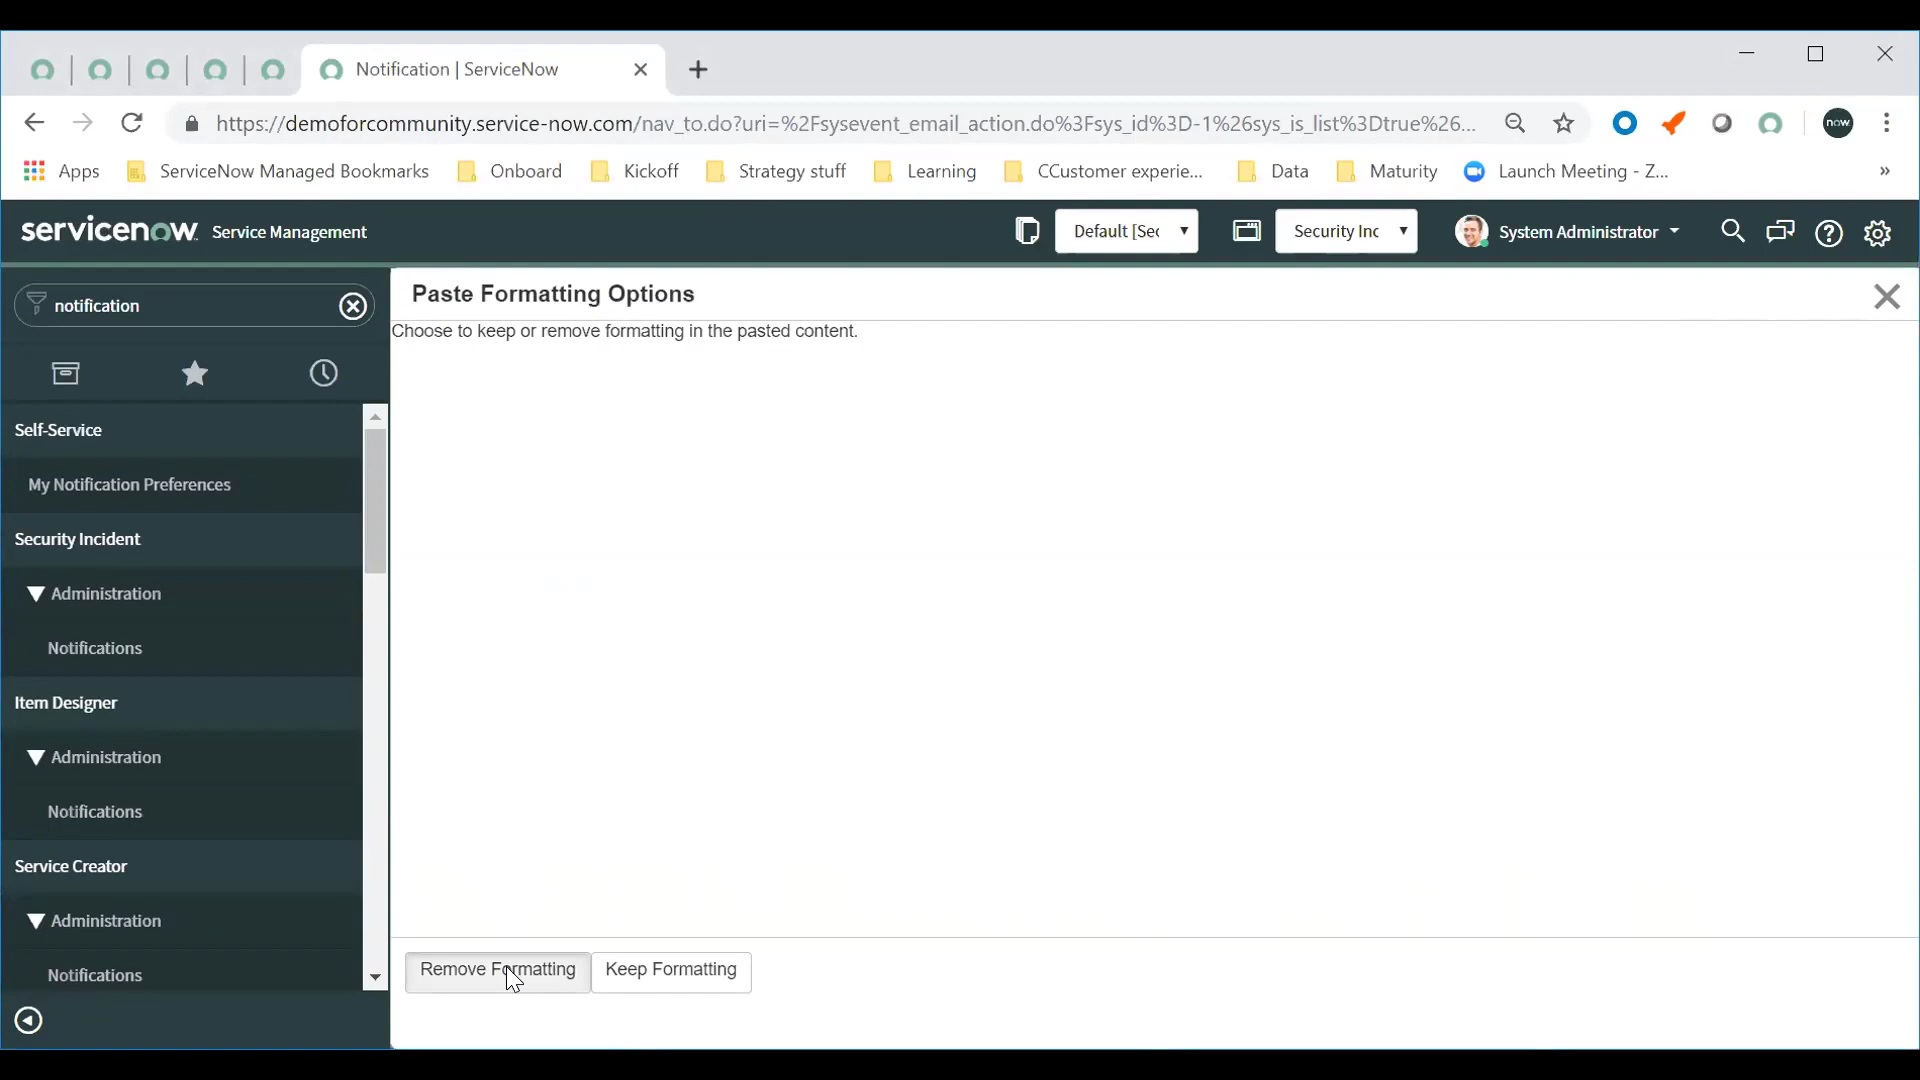 Notification | ServiceNow
https://demoforcommunity.service-now.com/nav_to.do?uri=%2Fsysevent_email_action.do%3Fsys_id%3D-1%26sys_is_list%3Dtrue%26...
now
Apps ServiceNow Managed Bookmarks Onboard Kickoff Strategy stuff Learning CCustomer experie... Data Maturity Launch Meeting - Z... »
servicenow Service Management Default [Sec Security Inc System Administrator
notification
Paste Formatting Options
Choose to keep or remove formatting in the pasted content.
Self-Service
My Notification Preferences
Security Incident
Administration
Notifications
Item Designer
Administration
Notifications
Service Creator
Administration
Notifications
Remove Formatting Keep Formatting